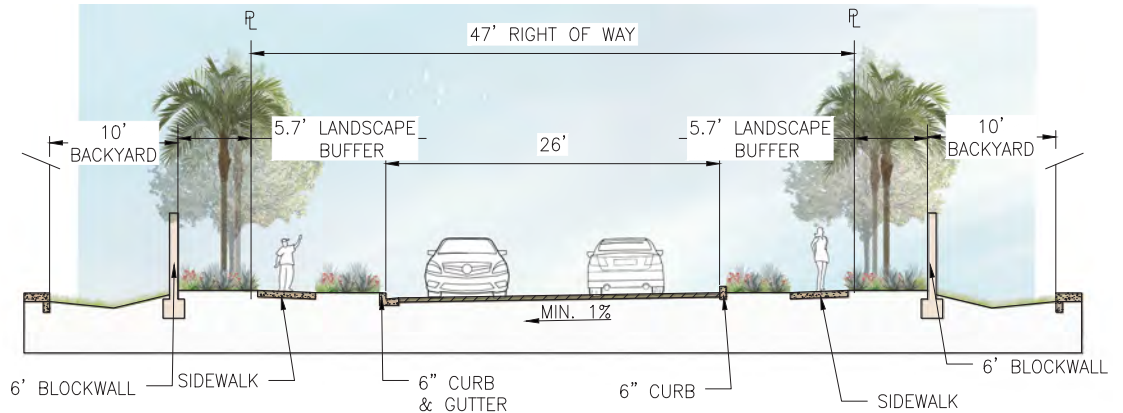 PL
PL
47' RIGHT OF WAY
10'
BACKYARD
5.7' LANDSCAPE
BUFFER
26'
5.7' LANDSCAPE
BUFFER
10'
BACKYARD
MIN. 1%
6' BLOCKWALL
SIDEWALK
6" CURB
& GUTTER
6" CURB
SIDEWALK
6' BLOCKWALL